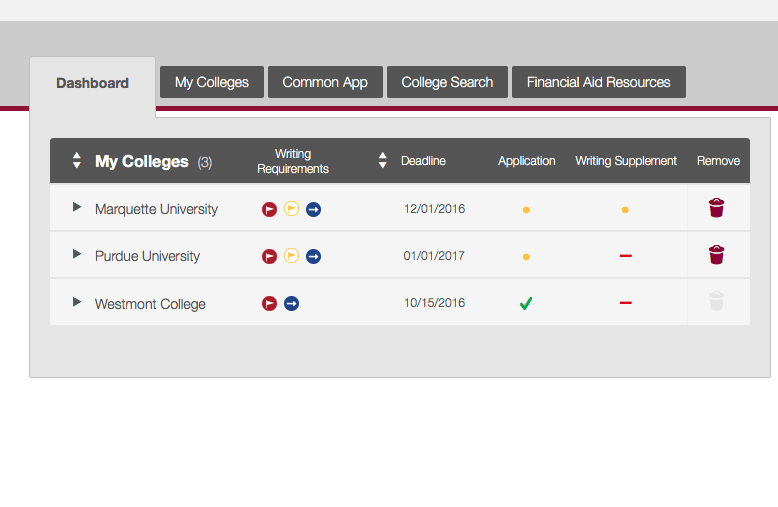 Dashboard
My Colleges
Common App
College Search
Financial Aid Resources
My Colleges (3)
Writing
Requirements
Deadline
Application
Writing Supplement
Remove
Marquette University
12/01/2016
Purdue University
01/01/2017
Westmont College
10/15/2016